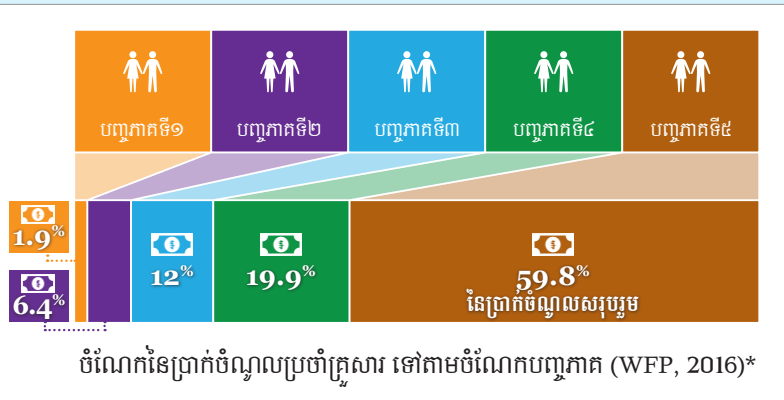 បញ្ចភាគទី១ បញ្ចភាគទី២ បញ្ចភាគទី៣ បញ្ចភាគទី៤ បញ្ចភាគទី៥
1.9%
6.4%
12%
19.9%
59.8%
នៃប្រាក់ចំណូលសរុបរួម
ចំណែកនៃប្រាក់ចំណូលប្រចាំគ្រួសារ ទៅតាមចំណែកបញ្ចភាគ (WFP, 2016)*